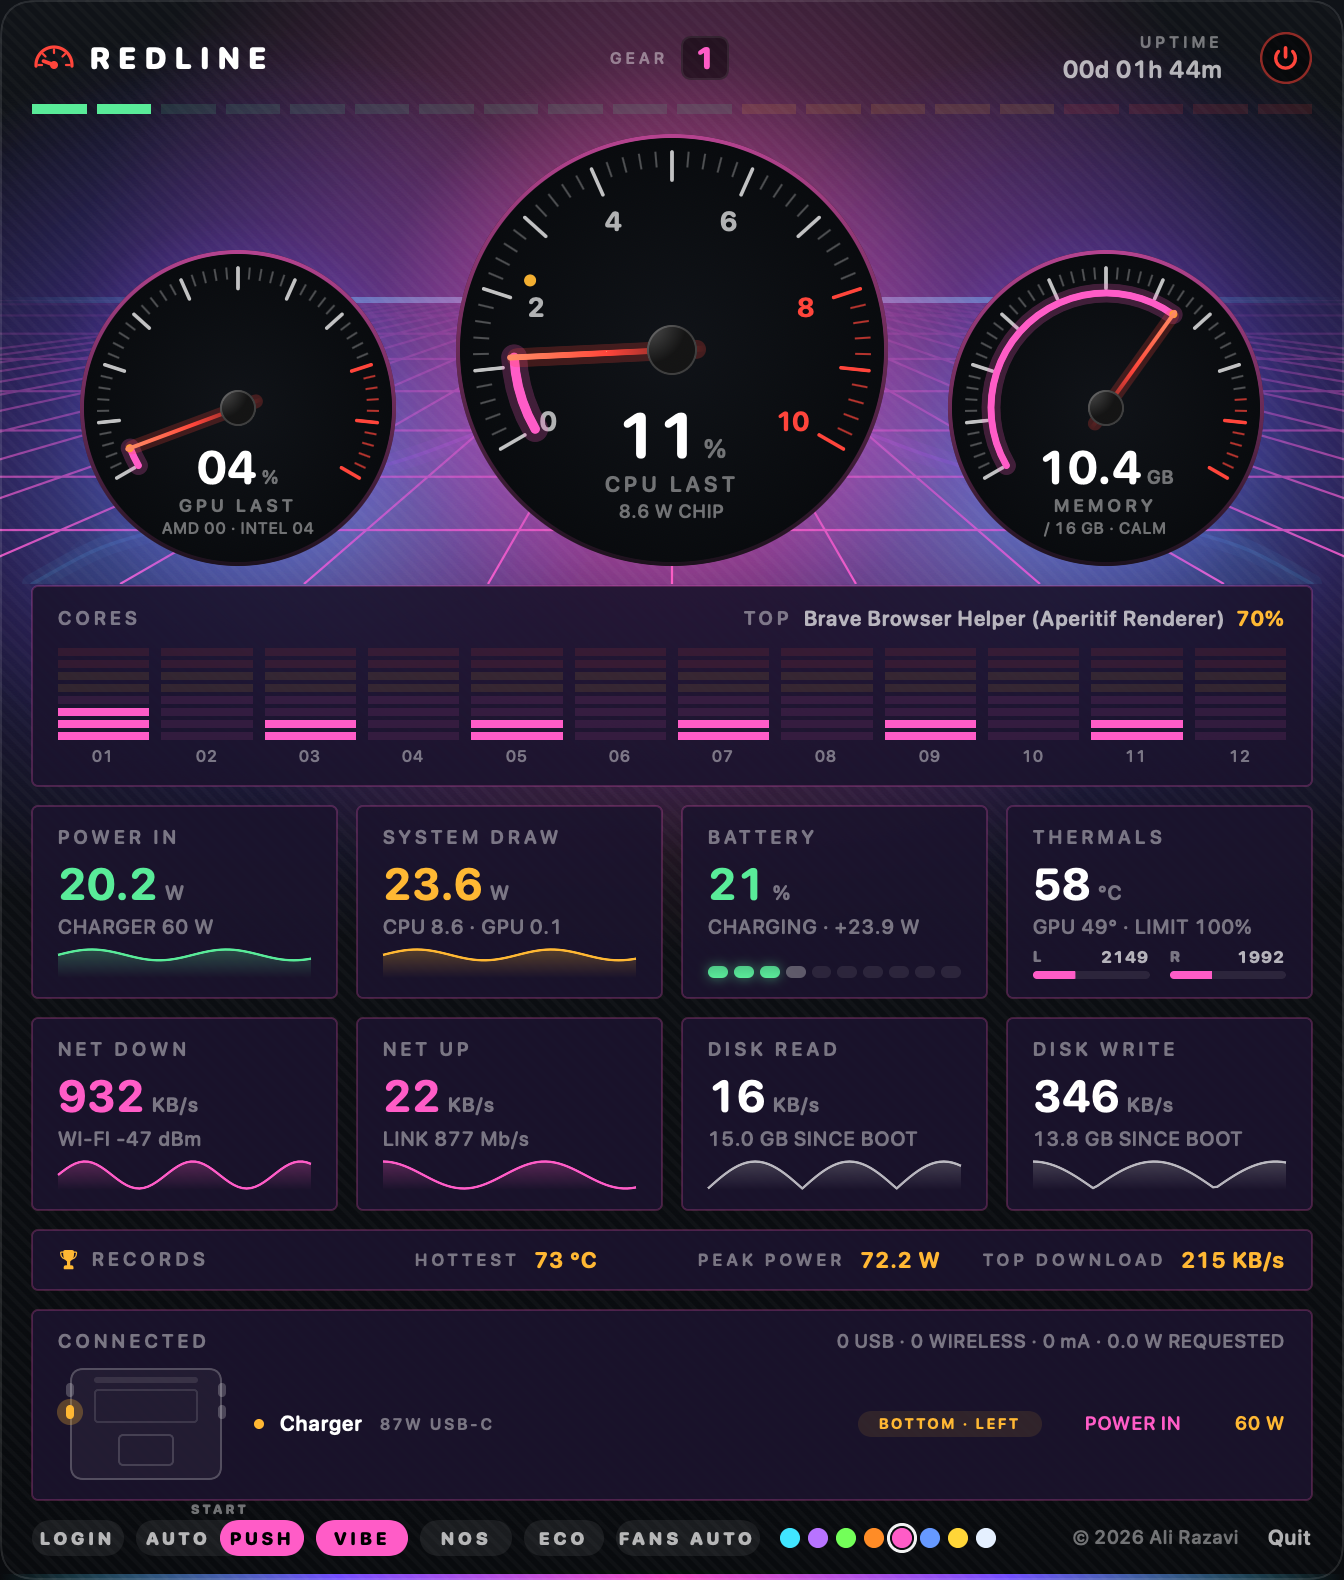 REDLINE
GEAR 1
UPTIME
00d 01h 44m
4 6
2 8
0 10
11 %
CPU LAST
8.6 W CHIP
04 %
GPU LAST
AMD 00 · INTEL 04
10.4 GB
MEMORY
/ 16 GB · CALM
CORES TOP Brave Browser Helper (Aperitif Renderer) 70%
01 02 03 04 05 06 07 08 09 10 11 12
POWER IN
20.2 W
CHARGER 60 W
SYSTEM DRAW
23.6 W
CPU 8.6 · GPU 0.1
BATTERY
21 %
CHARGING · +23.9 W
THERMALS
58 °C
GPU 49° · LIMIT 100%
L 2149 R 1992
NET DOWN
932 KB/s
WI-FI -47 dBm
NET UP
22 KB/s
LINK 877 Mb/s
DISK READ
16 KB/s
15.0 GB SINCE BOOT
DISK WRITE
346 KB/s
13.8 GB SINCE BOOT
RECORDS HOTTEST 73 °C PEAK POWER 72.2 W TOP DOWNLOAD 215 KB/s
CONNECTED 0 USB · 0 WIRELESS · 0 mA · 0.0 W REQUESTED
Charger 87W USB-C BOTTOM · LEFT POWER IN 60 W
START
LOGIN AUTO PUSH VIBE NOS ECO FANS AUTO © 2026 Ali Razavi Quit